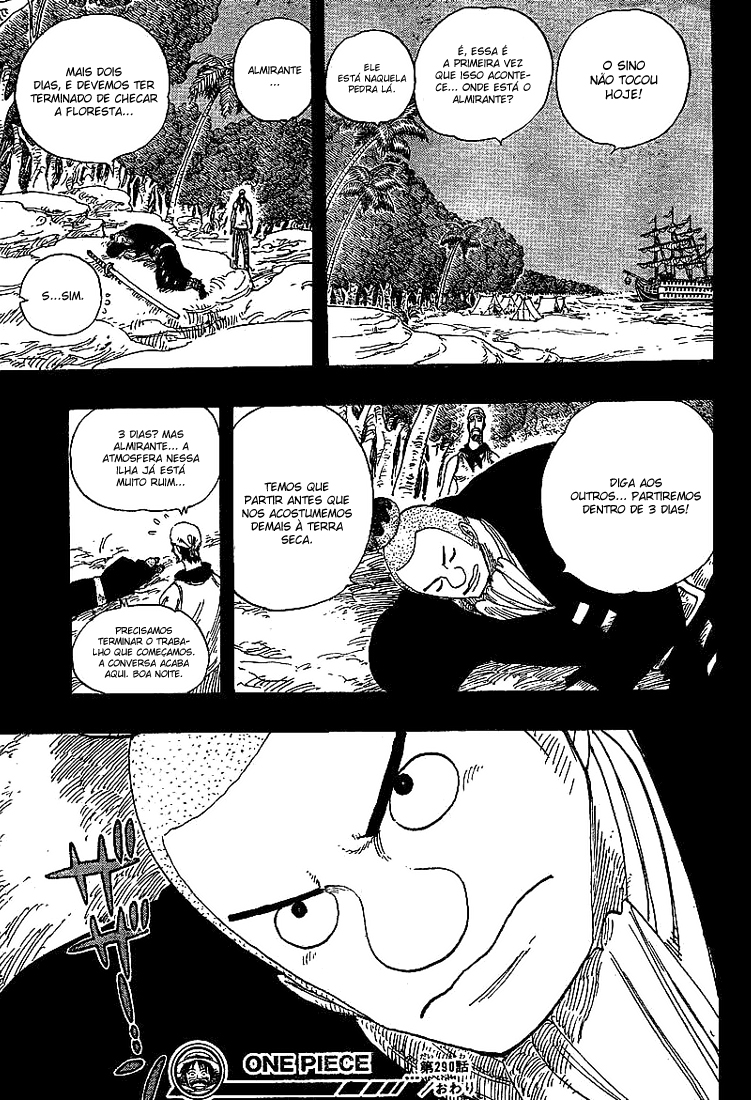 O SINO
NÃO TOCOU
HOJE!
É, ESSA É
A PRIMEIRA VEZ
QUE ISSO ACONTE-
CE... ONDE ESTÁ O
ALMIRANTE?
ELE
ESTÁ NAQUELA
PEDRA LÁ.
ALMIRANTE
...
MAIS DOIS
DIAS, E DEVEMOS TER
TERMINADO DE CHECAR
A FLORESTA...
S...SIM.
DIGA AOS
OUTROS... PARTIREMOS
DENTRO DE 3 DIAS!
TEMOS QUE
PARTIR ANTES QUE
NOS ACOSTUMEMOS
DEMAIS À TERRA
SECA.
3 DIAS? MAS
ALMIRANTE... A
ATMOSFERA NESSA
ILHA JÁ ESTÁ
MUITO RUIM...
PRECISAMOS
TERMINAR O TRABA-
LHO QUE COMEÇAMOS.
A CONVERSA ACABA
AQUI. BOA NOITE.
ギギ...!
ONE PIECE
第290話
おわり